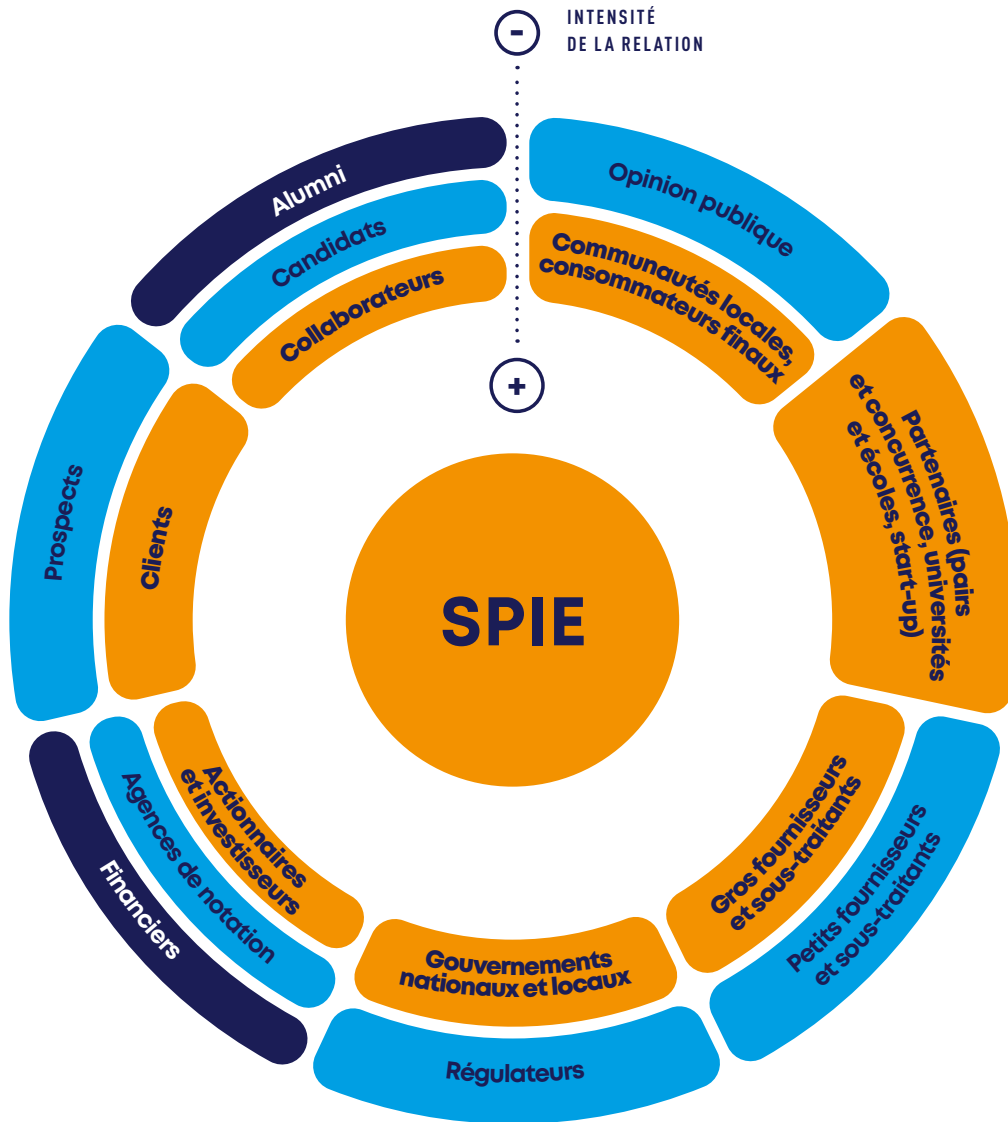 -
INTENSITÉ
DE LA RELATION
+
SPIE
Opinion publique
Communautés locales,
consommateurs finaux
Partenaires (pairs
et concurrence, universités
et écoles, start-up)
Gros fournisseurs
et sous-traitants
Petits fournisseurs
et sous-traitants
Gouvernements
nationaux et locaux
Régulateurs
Actionnaires
et investisseurs
Agences de notation
Financiers
Clients
Prospects
Collaborateurs
Candidats
Alumni